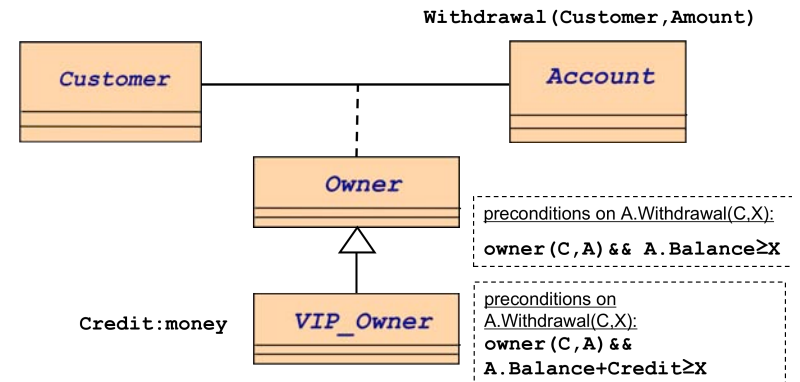 Withdrawal(Customer,Amount)
Customer
Account
Owner
preconditions on A.Withdrawal(C,X):
owner(C,A)&& A.Balance≥X
Credit:money
VIP_Owner
preconditions on
A.Withdrawal(C,X):
owner(C,A)&&
A.Balance+Credit≥X